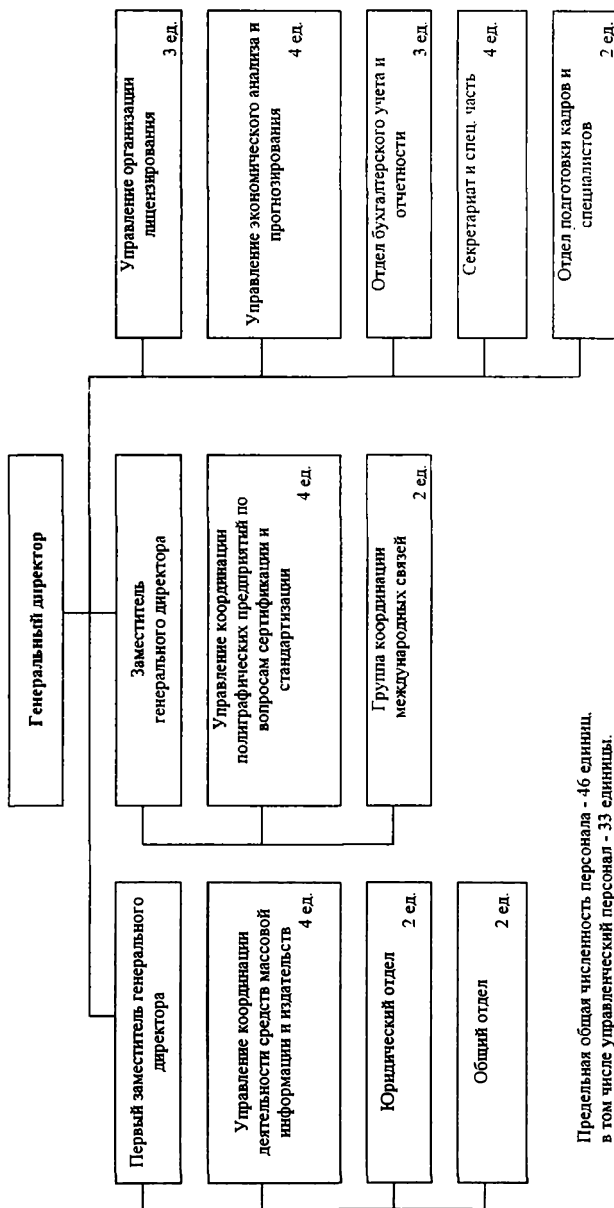 Генеральный директор
Первый заместитель генерального
директора
Управление координации
деятельности средств массовой
информации и издательств
4 ед.
Юридический отдел
2 ед.
Общий отдел
2 ед.
Заместитель
генерального директора
Управление координации
полиграфических предприятий по
вопросам сертификации и
стандартизации
4 ед.
Группа координации
международных связей
2 ед.
Управление организации
лицензирования
3 ед.
Управление экономического анализа и
прогнозирования
4 ед.
Отдел бухгалтерского учета и
отчетности
3 ед.
Секретариат и спец. часть
4 ед.
Отдел подготовки кадров и
специалистов
2 ед.
Предельная общая численность персонала - 46 единиц,
в том числе управленческий персонал - 33 единицы.